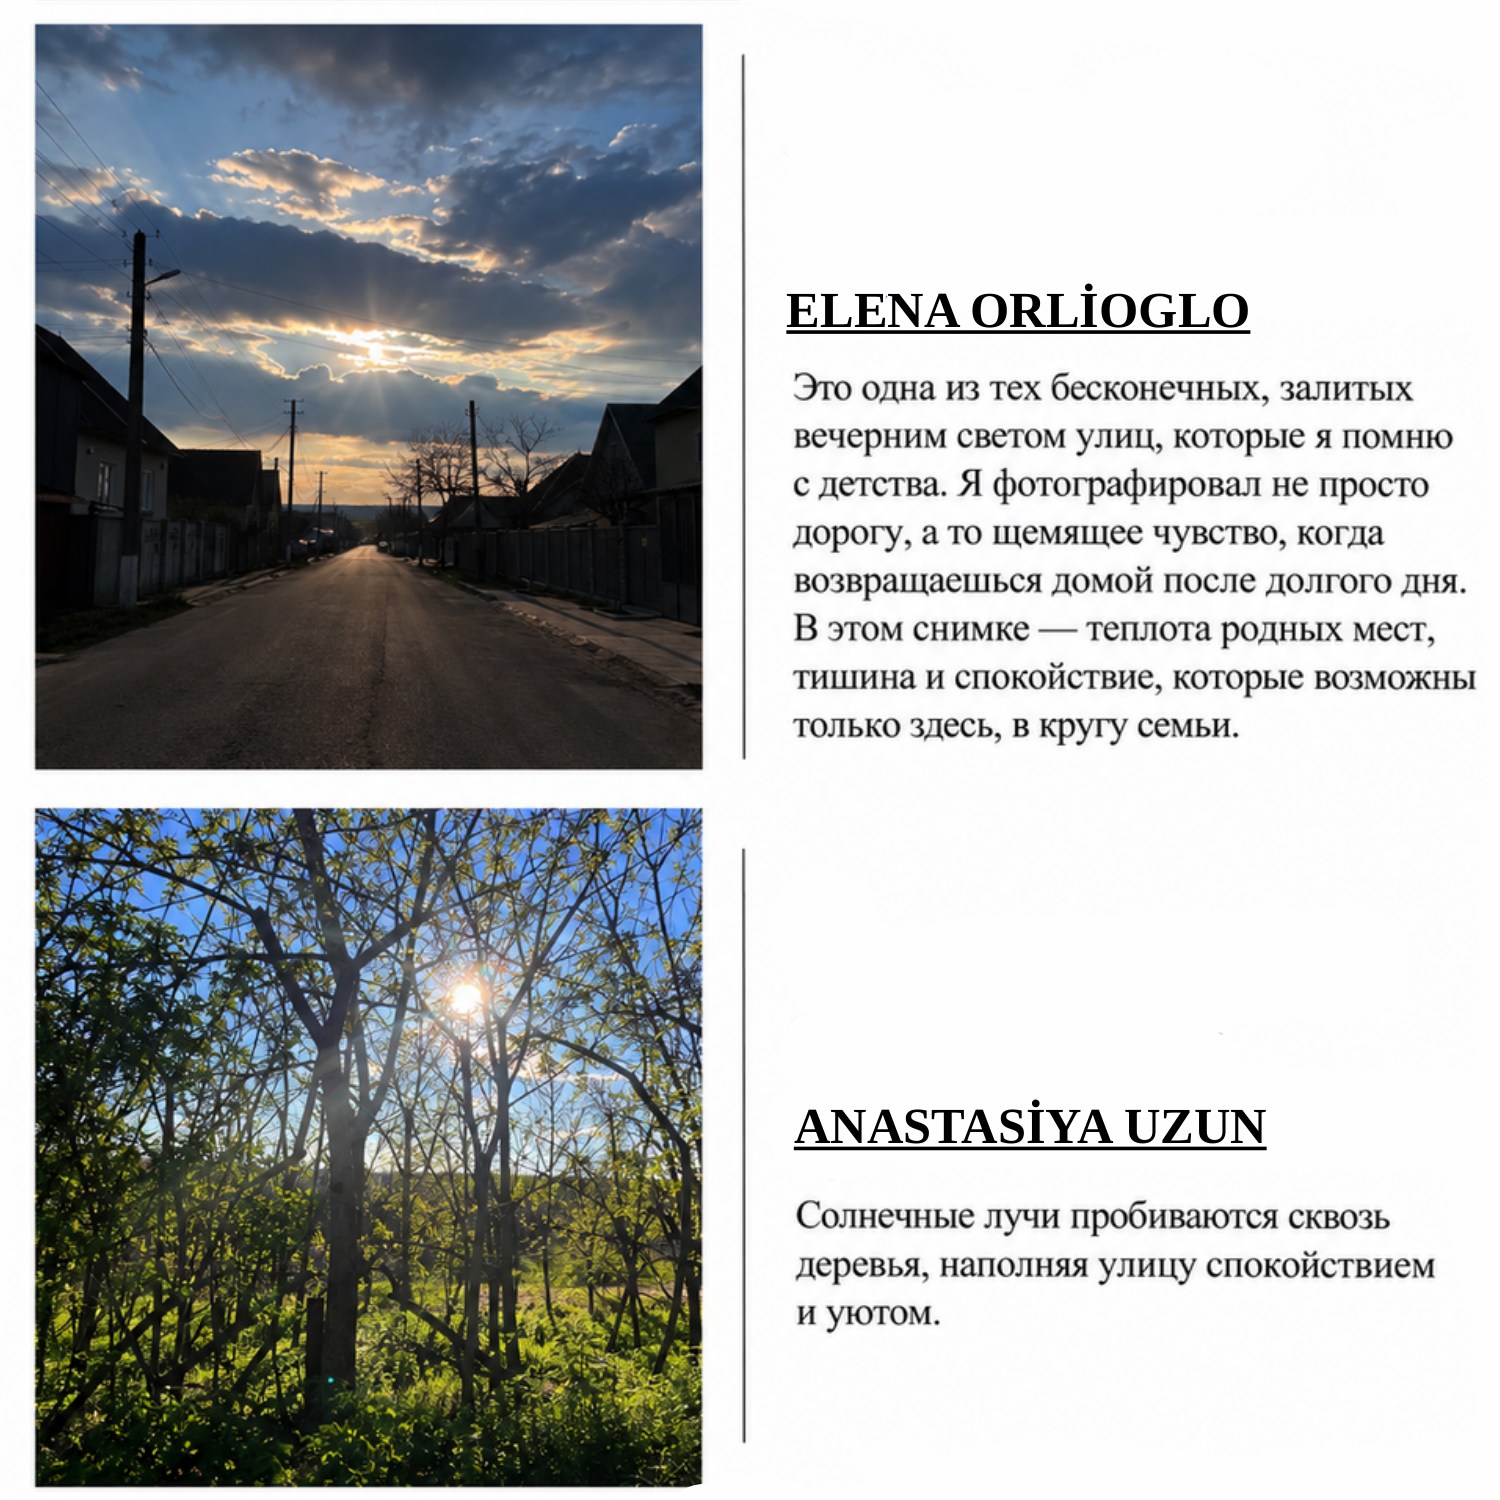 ELENA ORLİOGLO
Это одна из тех бесконечных, залитых
вечерним светом улиц, которые я помню
с детства. Я фотографировал не просто
дорогу, а то щемящее чувство, когда
возвращаешься домой после долгого дня.
В этом снимке — теплота родных мест,
тишина и спокойствие, которые возможны
только здесь, в кругу семьи.
ANASTASİYA UZUN
Солнечные лучи пробиваются сквозь
деревья, наполняя улицу спокойствием
и уютом.